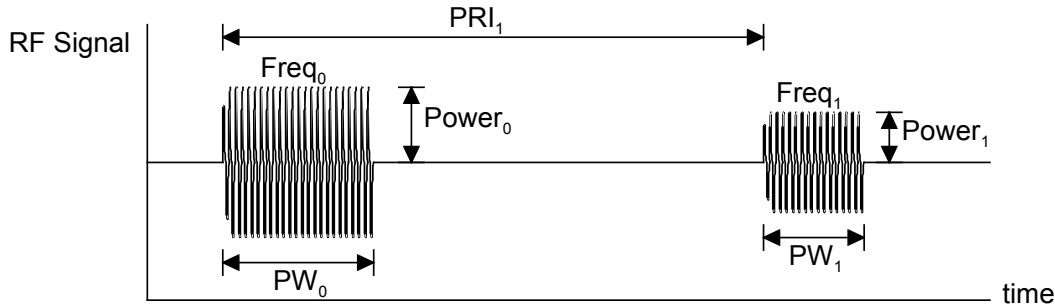 PRI₁
RF Signal
Freq₀
Power₀
Freq₁
Power₁
PW₀
PW₁
time